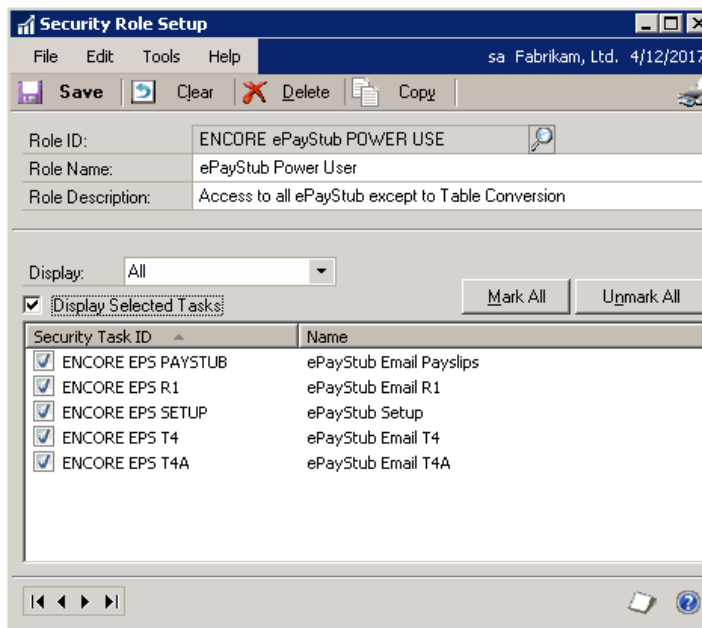 Security Role Setup
File Edit Tools Help sa Fabrikam, Ltd. 4/12/2017
Save Clear Delete Copy
Role ID: ENCORE ePayStub POWER USE
Role Name: ePayStub Power User
Role Description: Access to all ePayStub except to Table Conversion
Display: All
Display Selected Tasks Mark All Unmark All
Security Task ID Name
ENCORE EPS PAYSTUB ePayStub Email Payslips
ENCORE EPS R1 ePayStub Email R1
ENCORE EPS SETUP ePayStub Setup
ENCORE EPS T4 ePayStub Email T4
ENCORE EPS T4A ePayStub Email T4A